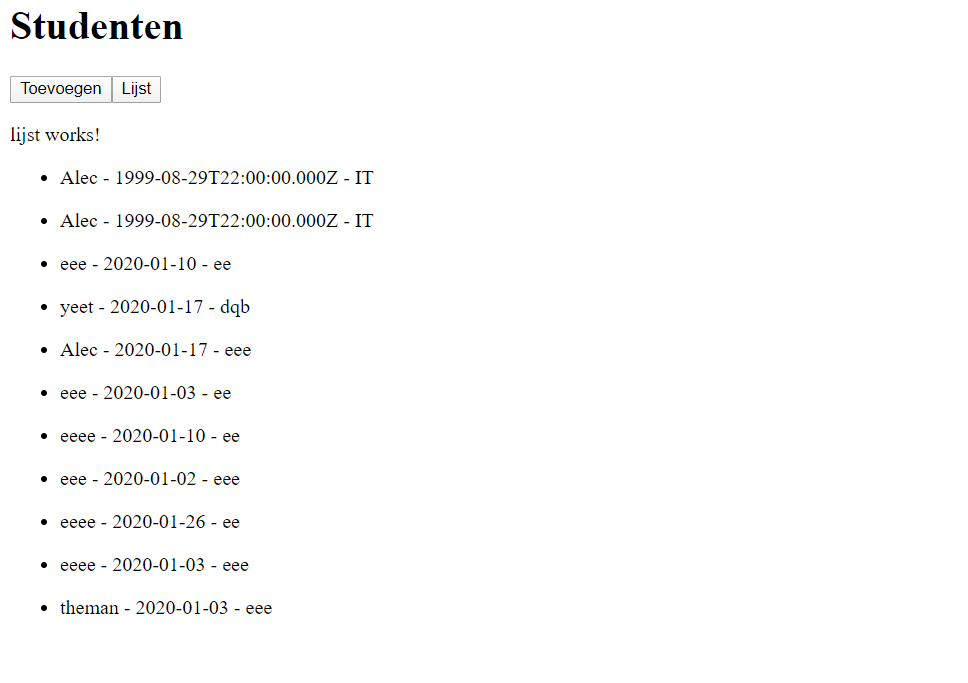 Studenten
Toevoegen Lijst
lijst works!
Alec - 1999-08-29T22:00:00.000Z - IT
Alec - 1999-08-29T22:00:00.000Z - IT
eee - 2020-01-10 - ee
yeet - 2020-01-17 - dqb
Alec - 2020-01-17 - eee
eee - 2020-01-03 - ee
eeee - 2020-01-10 - ee
eee - 2020-01-02 - eee
eeee - 2020-01-26 - ee
eeee - 2020-01-03 - eee
theman - 2020-01-03 - eee